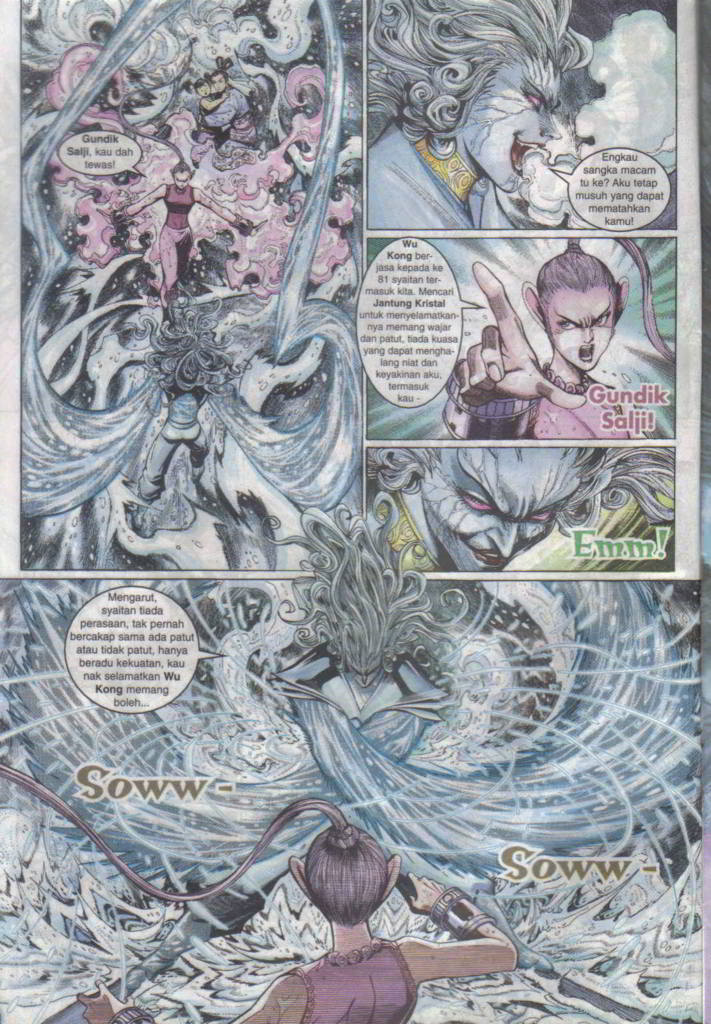 Gundik
Salji, kau dah
tewas!
Engkau
sangka macam
tu ke? Aku tetap
musuh yang dapat
mematahkan
kamu!
Wu
Kong ber-
jasa kepada ke
81 syaitan ter-
masuk kita. Mencari
Jantung Kristal
untuk menyelamatkan-
nya memang wajar
dan patut, tiada kuasa
yang dapat mengha-
lang niat dan
keyakinan aku,
termasuk
kau -
Gundik
Salji!
Emm!
Mengarut,
syaitan tiada
perasaan, tak pernah
bercakap sama ada patut
atau tidak patut, hanya
beradu kekuatan, kau
nak selamatkan Wu
Kong memang
boleh...
Soww -
Soww -